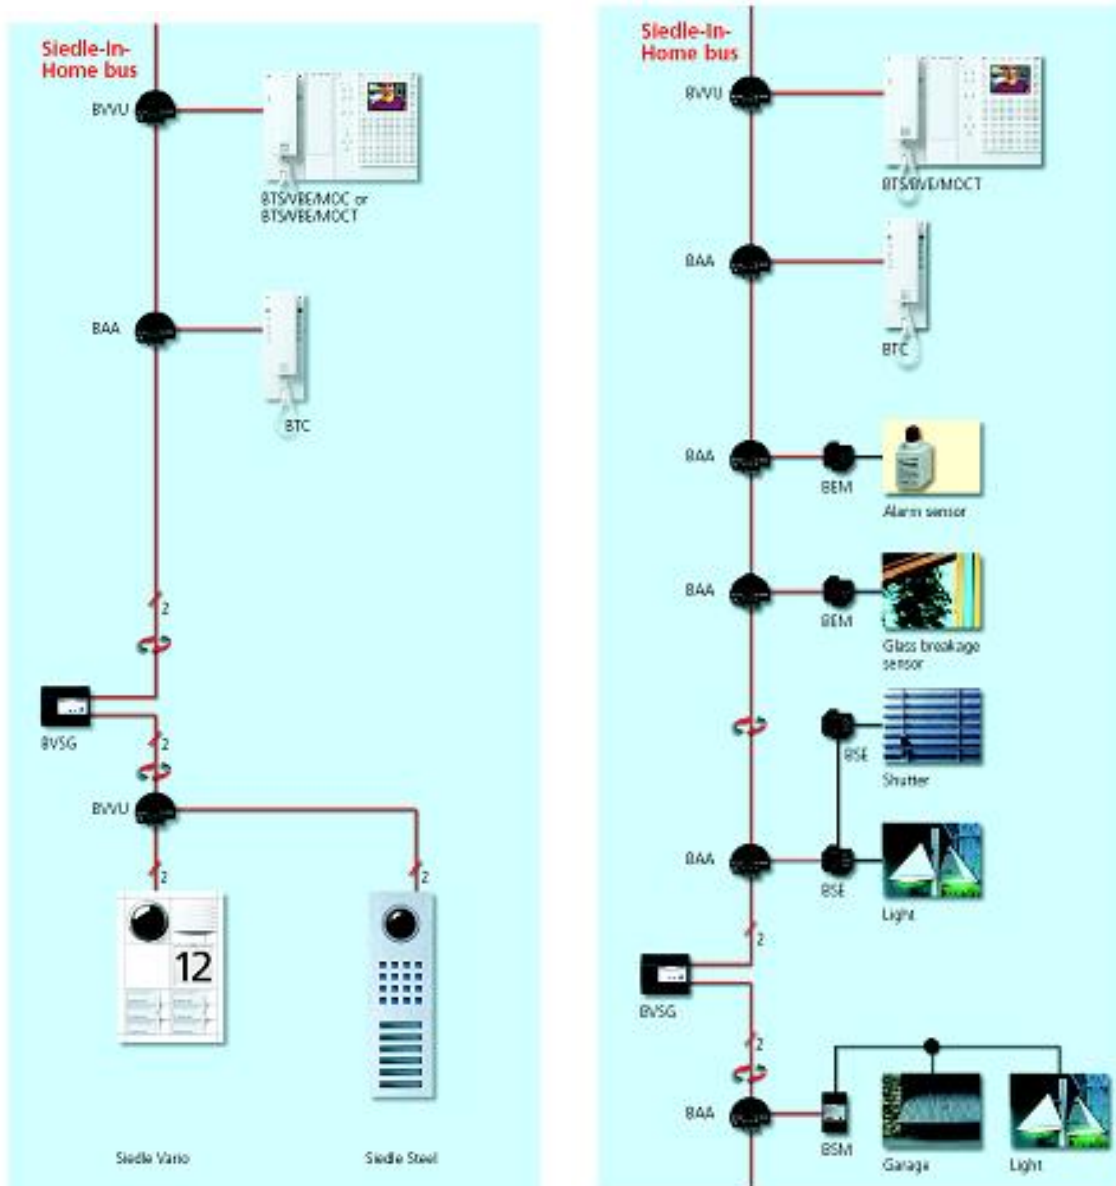 Siedle-In-
Home bus
BVVU
BTS/VBE/MOC or
BTS/VBE/MOCT
BAA
BTC
2
BVSG
2
BVVU
2
2
12
Siedle Vario
Siedle Steel
Siedle-In-
Home bus
BVVU
BTS/BVE/MOCT
BAA
BTC
BAA
BEM
Alarm sensor
BAA
BEM
Glass breakage
sensor
BSE
Shutter
BAA
BSE
Light
2
BVSG
2
BAA
BSM
Garage
Light